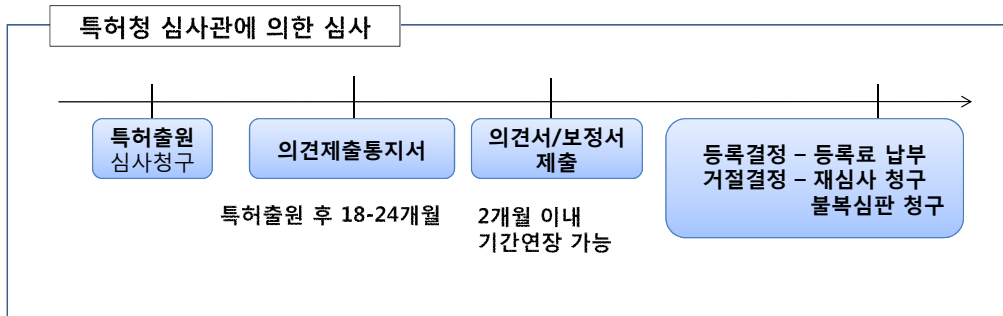 특허청 심사관에 의한 심사
특허출원
심사청구
의견제출통지서
의견서/보정서
제출
등록결정 – 등록료 납부
거절결정 – 재심사 청구
불복심판 청구
특허출원 후 18-24개월
2개월 이내
기간연장 가능